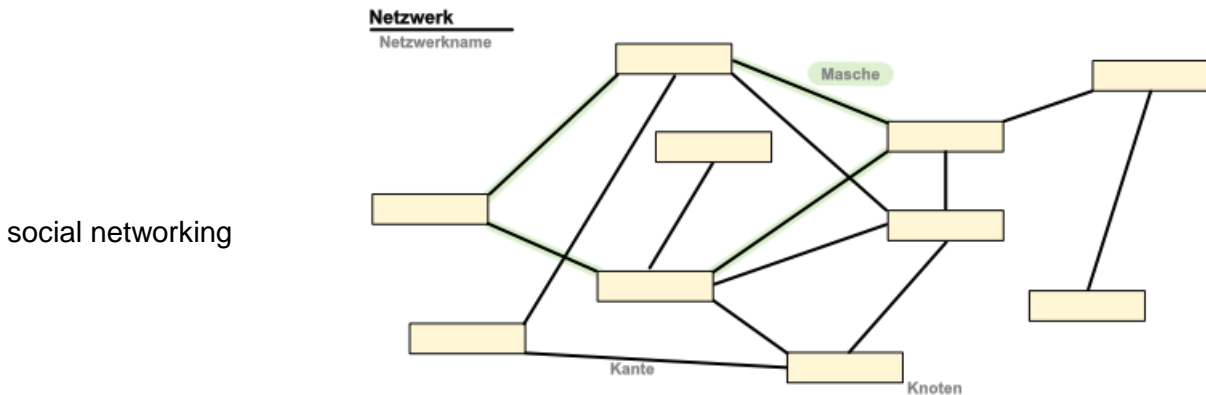 Netzwerk
Netzwerkname
Masche
social networking
Kante
Knoten